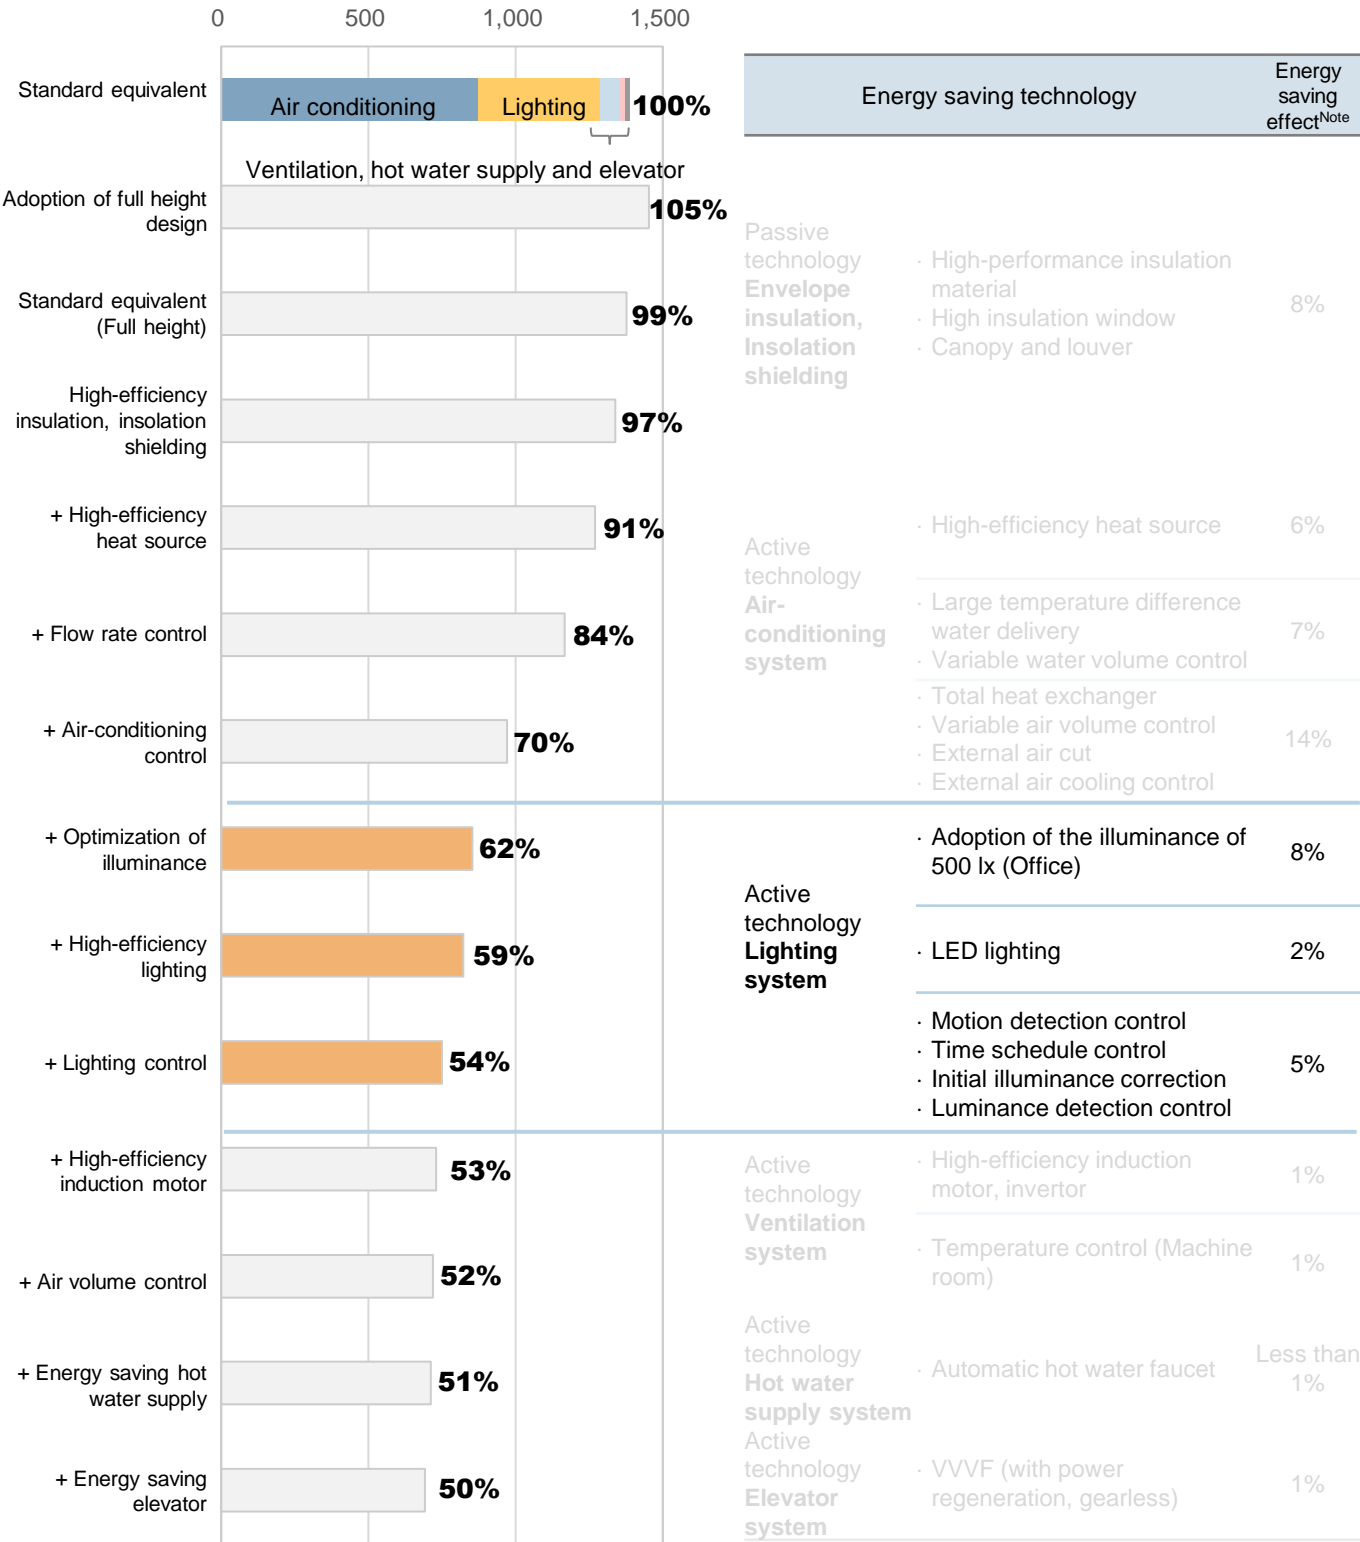 0 500 1,000 1,500
Standard equivalent
Air conditioning Lighting 100%
Ventilation, hot water supply and elevator
Adoption of full height
design
105%
Standard equivalent
(Full height)
99%
High-efficiency
insulation, insolation
shielding
97%
+ High-efficiency
heat source
91%
+ Flow rate control
84%
+ Air-conditioning
control
70%
+ Optimization of
illuminance
62%
+ High-efficiency
lighting
59%
+ Lighting control
54%
+ High-efficiency
induction motor
53%
+ Air volume control
52%
+ Energy saving hot
water supply
51%
+ Energy saving
elevator
50%
Energy saving technology
Energy
saving
effectNote
Passive
technology
Envelope
insulation,
Insolation
shielding
· High-performance insulation
material
· High insulation window
· Canopy and louver
8%
Active
technology
Air-
conditioning
system
· High-efficiency heat source
6%
· Large temperature difference
water delivery
· Variable water volume control
7%
· Total heat exchanger
· Variable air volume control
· External air cut
· External air cooling control
14%
Active
technology
Lighting
system
· Adoption of the illuminance of
500 lx (Office)
8%
· LED lighting
2%
· Motion detection control
· Time schedule control
· Initial illuminance correction
· Luminance detection control
5%
Active
technology
Ventilation
system
· High-efficiency induction
motor, invertor
1%
· Temperature control (Machine
room)
1%
Active
technology
Hot water
supply system
· Automatic hot water faucet
Less than
1%
Active
technology
Elevator
system
· VVVF (with power
regeneration, gearless)
1%